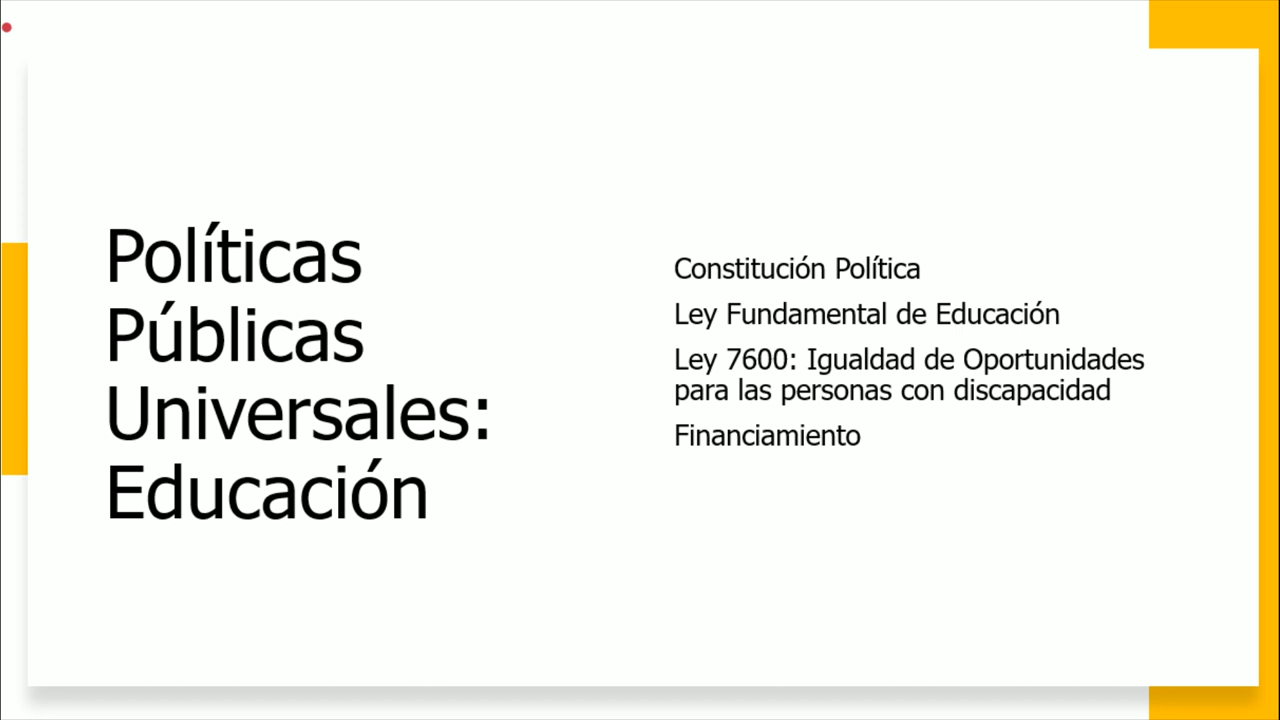 Políticas
Públicas
Universales:
Educación
Constitución Política
Ley Fundamental de Educación
Ley 7600: Igualdad de Oportunidades
para las personas con discapacidad
Financiamiento